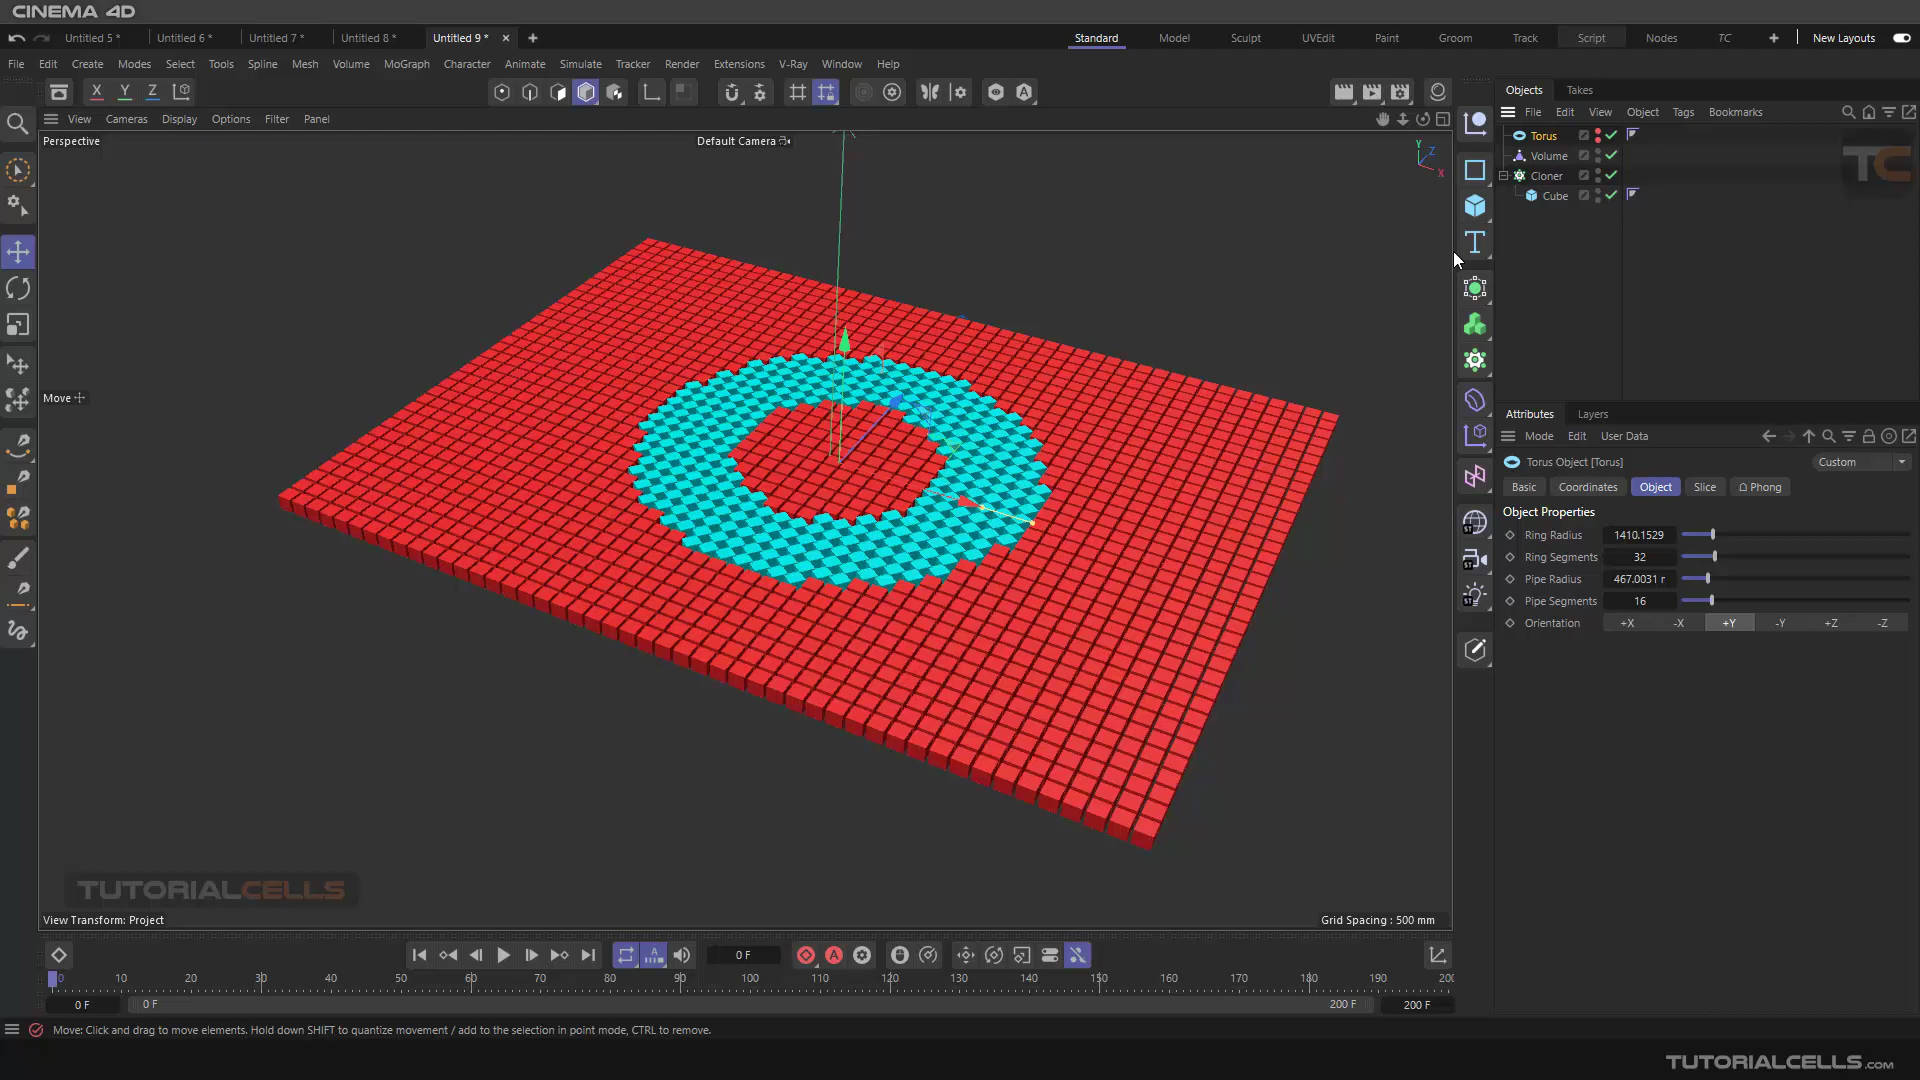 CINEMA 4D
Untitled 5 *
Untitled 6 *
Untitled 7 *
Untitled 8 *
Untitled 9 *
Standard
Model
Sculpt
UVEdit
Paint
Groom
Track
Script
Nodes
TC
New Layouts
File Edit Create Modes Select Tools Spline Mesh Volume MoGraph Character Animate Simulate Tracker Render Extensions V-Ray Window Help
X Y Z
Objects Takes
File Edit View Object Tags Bookmarks
View Cameras Display Options Filter Panel
Perspective
Default Camera
Y
Z
X
Torus
Volume
Cloner
Cube
TC
Move
Attributes Layers
Mode Edit User Data
Torus Object [Torus]
Custom
Basic Coordinates Object Slice Phong
Object Properties
Ring Radius 1410.1529
Ring Segments 32
Pipe Radius 467.0031 r
Pipe Segments 16
Orientation +X -X +Y -Y +Z -Z
TUTORIALCELLS
View Transform: Project
Grid Spacing : 500 mm
0 F
0 10 20 30 40 50 60 70 80 90 100 110 120 130 140 150 160 170 180 190 200
0 F
0 F
200 F
200 F
Move: Click and drag to move elements. Hold down SHIFT to quantize movement / add to the selection in point mode, CTRL to remove.
TUTORIALCELLS.COM